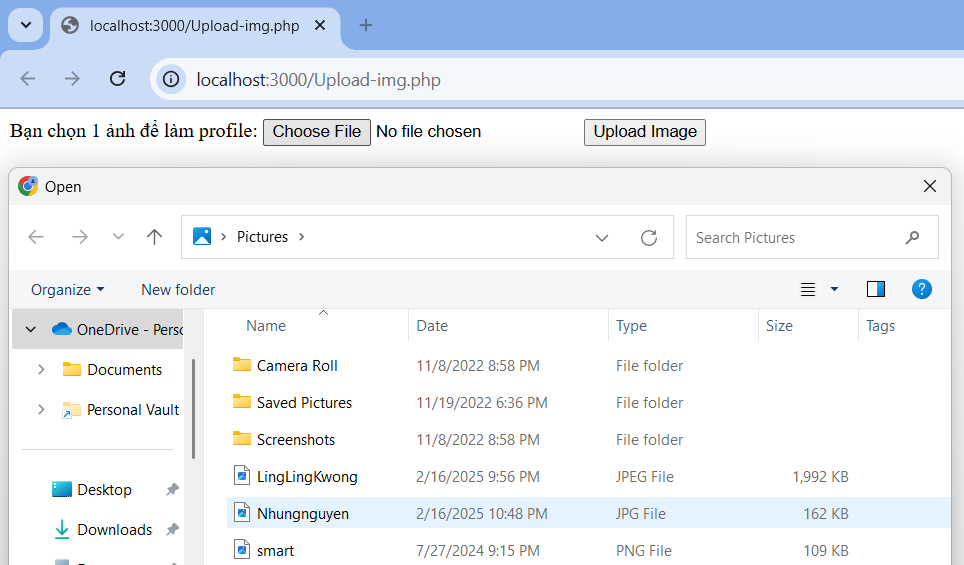 localhost:3000/Upload-img.php
localhost:3000/Upload-img.php
Bạn chọn 1 ảnh để làm profile: Choose File No file chosen Upload Image
Open
Pictures
Search Pictures
Organize New folder
?
OneDrive - Perso
Documents
Personal Vault
Desktop
Downloads
Name Date Type Size Tags
Camera Roll 11/8/2022 8:58 PM File folder
Saved Pictures 11/19/2022 6:36 PM File folder
Screenshots 11/8/2022 8:58 PM File folder
LingLingKwong 2/16/2025 9:56 PM JPEG File 1,992 KB
Nhungnguyen 2/16/2025 10:48 PM JPG File 162 KB
smart 7/27/2024 9:15 PM PNG File 109 KB